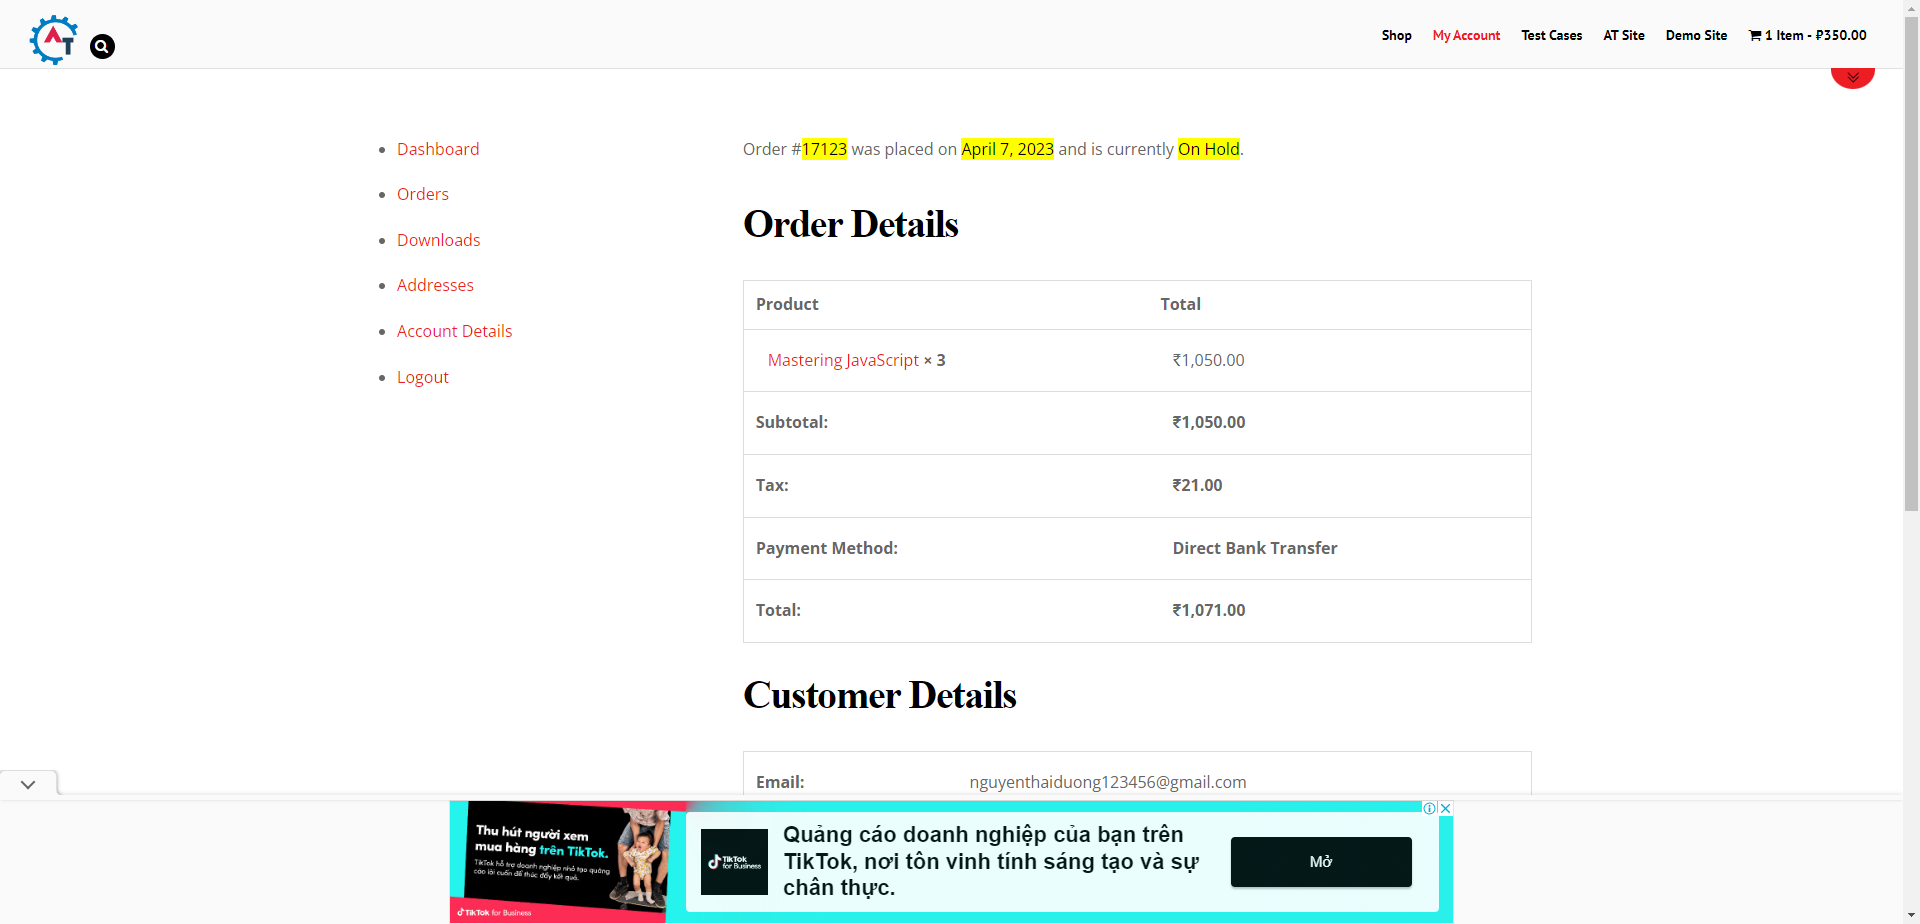 AT
Shop
My Account
Test Cases
AT Site
Demo Site
1 Item - ₽350.00
Dashboard
Orders
Downloads
Addresses
Account Details
Logout
Order #17123 was placed on April 7, 2023 and is currently On Hold.
Order Details
Product Total
Mastering JavaScript × 3 ₹1,050.00
Subtotal: ₹1,050.00
Tax: ₹21.00
Payment Method: Direct Bank Transfer
Total: ₹1,071.00
Customer Details
Email: nguyenthaiduong123456@gmail.com
Thu hút người xem
mua hàng trên TikTok.
TikTok hỗ trợ doanh nghiệp nhỏ tạo quảng
cáo lôi cuốn để thúc đẩy kết quả.
TikTok for Business
TikTok
for Business
Quảng cáo doanh nghiệp của bạn trên
TikTok, nơi tôn vinh tính sáng tạo và sự
chân thực.
Mở